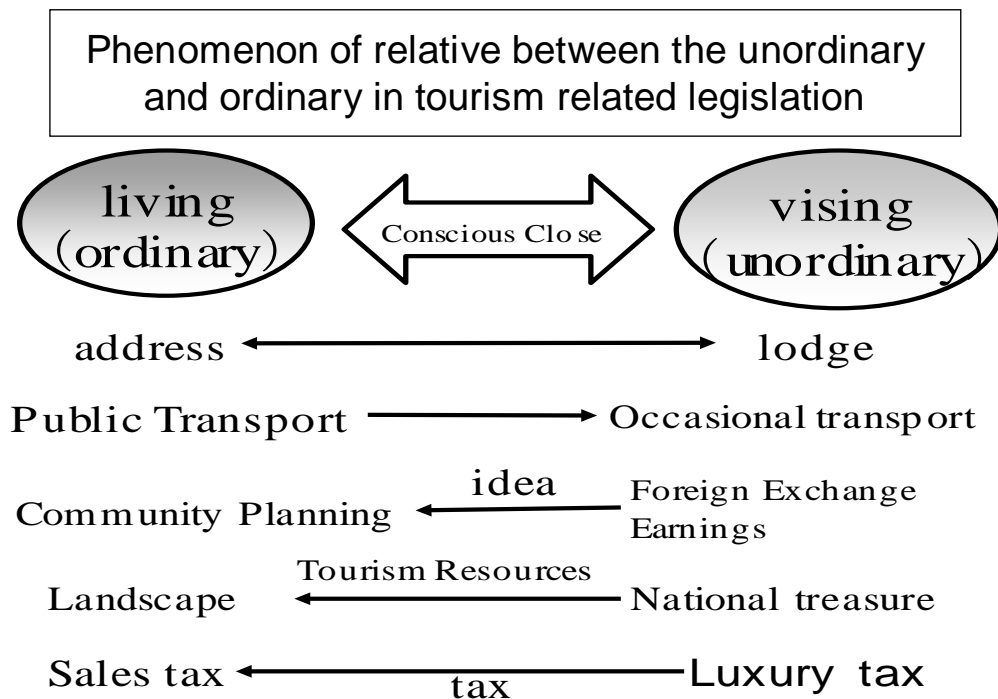 Phenomenon of relative between the unordinary
and ordinary in tourism related legislation
living
(ordinary)
Conscious Close
vising
(unordinary)
address
lodge
Public Transport
Occasional transport
Community Planning
idea
Foreign Exchange
Earnings
Landscape
Tourism Resources
National treasure
Sales tax
tax
Luxury tax